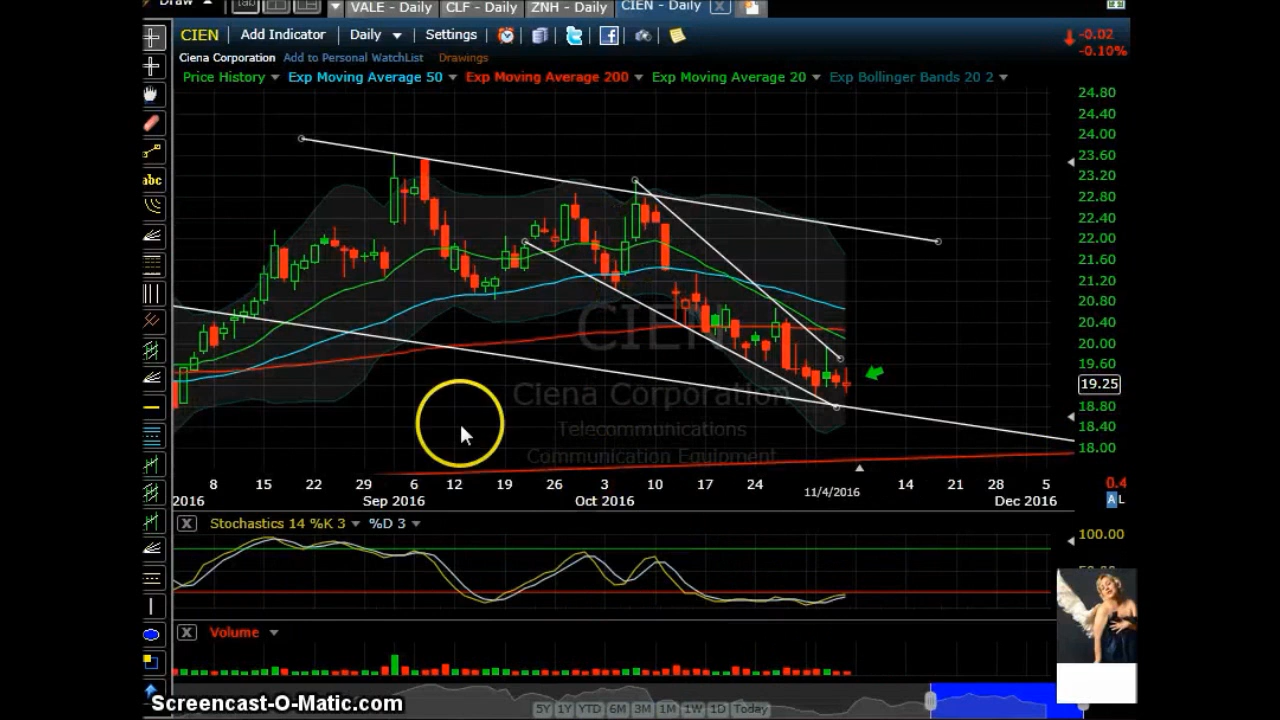 Draw
Tab
VALE - Daily
CLF - Daily
ZNH - Daily
CIEN - Daily
CIEN Add Indicator Daily Settings
-0.02
-0.10%
Ciena Corporation Add to Personal WatchList Drawings
Price History Exp Moving Average 50 Exp Moving Average 200 Exp Moving Average 20 Exp Bollinger Bands 20 2
24.80
24.40
24.00
23.60
23.20
22.80
22.40
22.00
21.60
21.20
20.80
20.40
20.00
19.60
19.25
18.80
18.40
18.00
abc
CIEN
Ciena Corporation
Telecommunications
Communication Equipment
8 15 22 29 6 12 19 26 3 10 17 24 11/4/2016 14 21 28 5
2016 Sep 2016 Oct 2016 Dec 2016
0.4
A L
X Stochastics 14 %K 3 %D 3
100.00
X Volume
5Y 1Y YTD 6M 3M 1M 1W 1D Today
Screencast-O-Matic.com